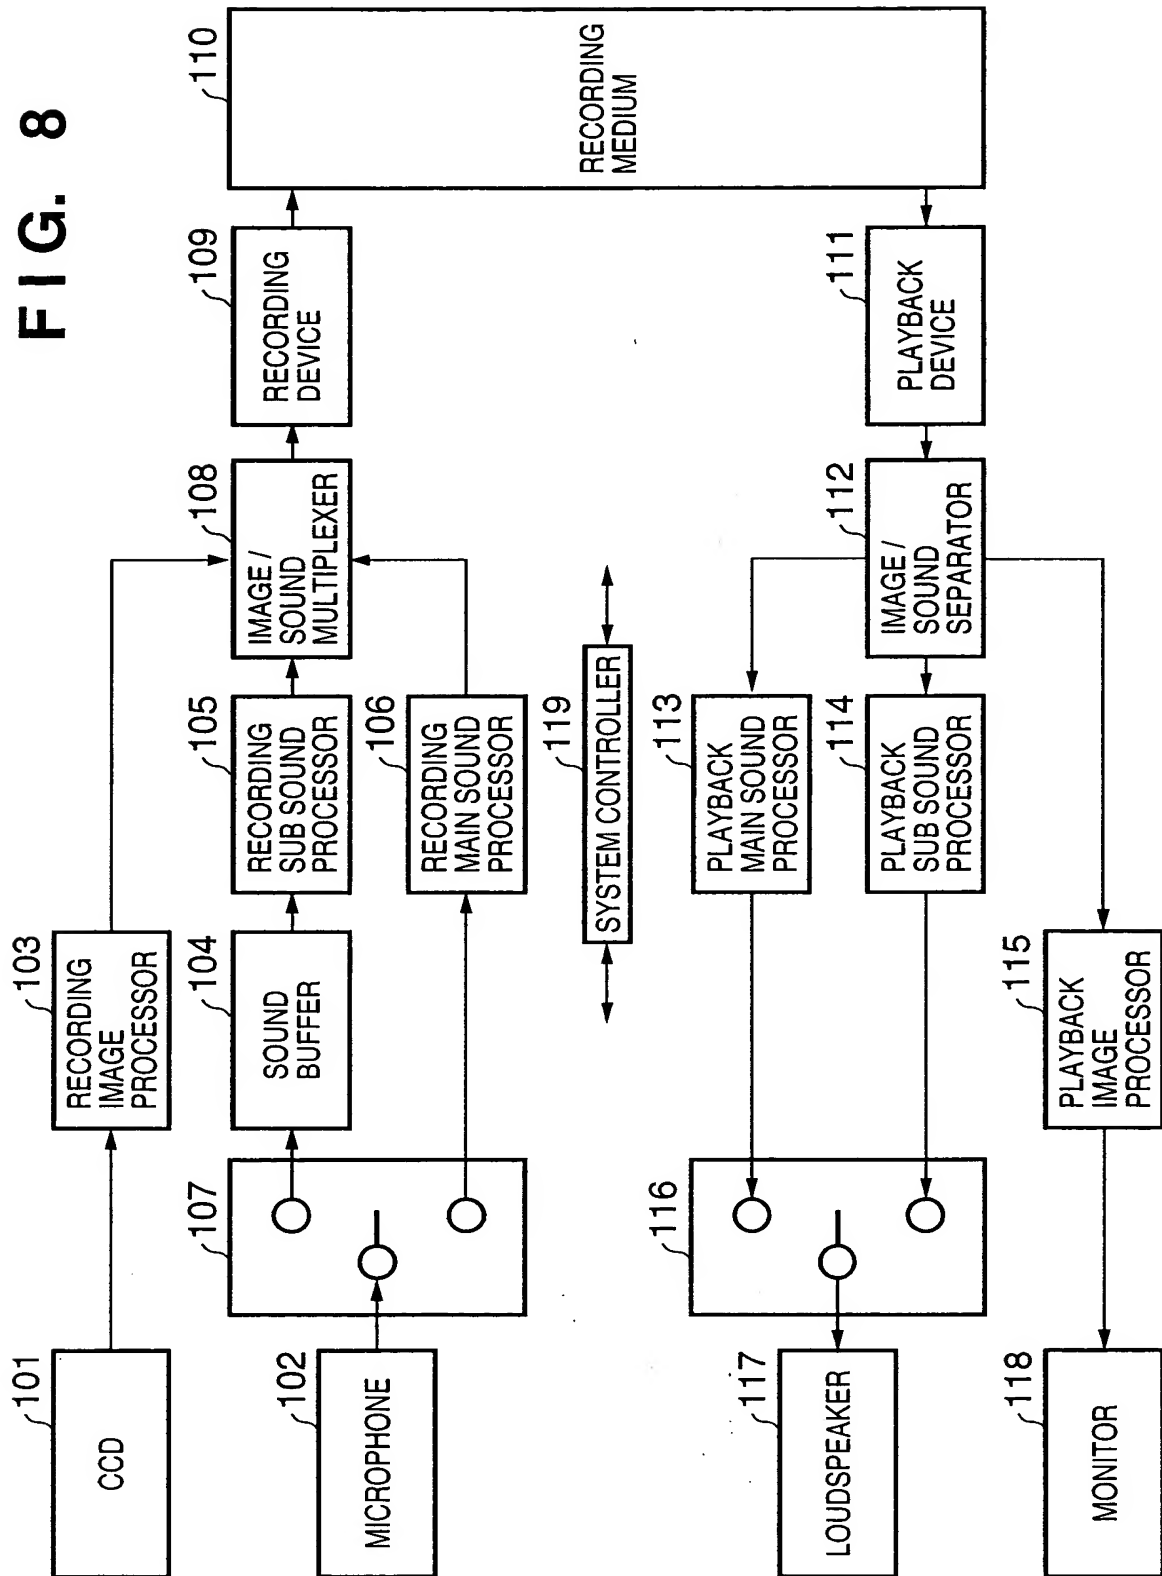 FIG. 8
101
CCD
103
RECORDING
IMAGE
PROCESSOR
102
MICROPHONE
107
104
SOUND
BUFFER
105
RECORDING
SUB SOUND
PROCESSOR
108
IMAGE /
SOUND
MULTIPLEXER
109
RECORDING
DEVICE
110
RECORDING
MEDIUM
106
RECORDING
MAIN SOUND
PROCESSOR
119
SYSTEM CONTROLLER
117
LOUDSPEAKER
116
113
PLAYBACK
MAIN SOUND
PROCESSOR
114
PLAYBACK
SUB SOUND
PROCESSOR
112
IMAGE /
SOUND
SEPARATOR
111
PLAYBACK
DEVICE
118
MONITOR
115
PLAYBACK
IMAGE
PROCESSOR